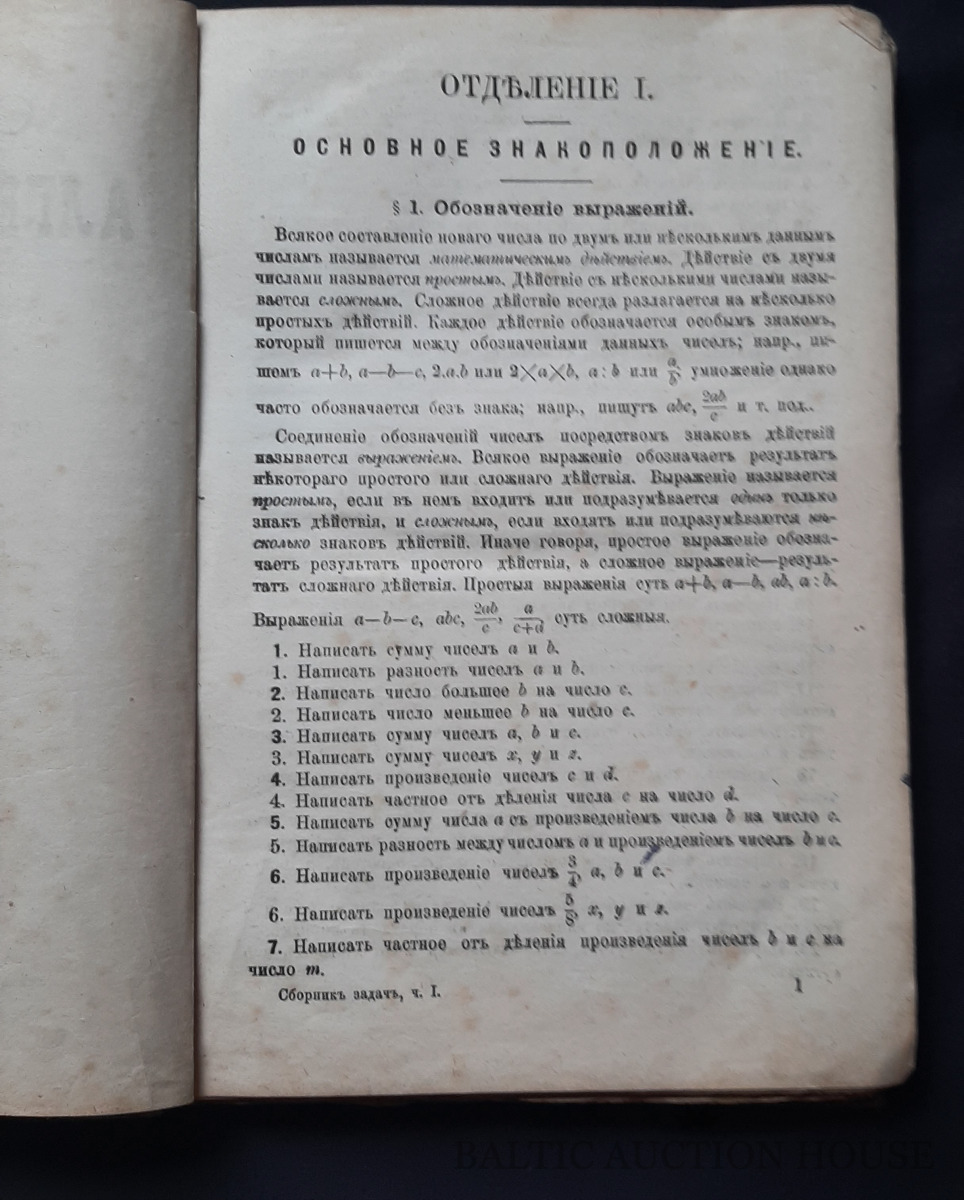 ОТДѢЛЕНІЕ I.
ОСНОВНОЕ ЗНАКОПОЛОЖЕНІЕ.
§ 1. Обозначеніе выраженій.
Всякое составленіе новаго числа по двумъ или нѣсколькимъ даннымъ
числамъ называется математическимъ дѣйствіемъ. Дѣйствіе съ двумя
числами называется простымъ. Дѣйствіе съ нѣсколькими числами назы-
вается сложнымъ. Сложное дѣйствіе всегда разлагается на нѣсколько
простыхъ дѣйствій. Каждое дѣйствіе обозначается особымъ знакомъ,
который пишется между обозначеніями данныхъ чиселъ; напр., пи-
шемъ a+b, a—b—c, 2.a.b или 2×a×b, a : b или a/b; умноженіе однако
часто обозначается безъ знака; напр., пишутъ abc, 2ab/c и т. под..
Соединеніе обозначеній чиселъ посредствомъ знаковъ дѣйствій
называется выраженіемъ. Всякое выраженіе обозначаетъ результатъ
нѣкотораго простого или сложнаго дѣйствія. Выраженіе называется
простымъ, если въ немъ входитъ или подразумѣвается одинъ только
знакъ дѣйствія, и сложнымъ, если входятъ или подразумѣваются нѣ-
сколько знаковъ дѣйствій. Иначе говоря, простое выраженіе обозна-
чаетъ результатъ простого дѣйствія, а сложное выраженіе—резуль-
татъ сложнаго дѣйствія. Простыя выраженія суть a+b, a—b, ab, a : b.
Выраженія a—b—c, abc, 2ab/c, a/c+d суть сложныя.
1. Написать сумму чиселъ a и b.
1. Написать разность чиселъ a и b.
2. Написать число большее b на число c.
2. Написать число меньшее b на число c.
3. Написать сумму чиселъ a, b и c.
3. Написать сумму чиселъ x, y и z.
4. Написать произведеніе чиселъ c и d.
4. Написать частное отъ дѣленія числа c на число d.
5. Написать сумму числа a съ произведеніемъ числа b на число c.
5. Написать разность между числомъ a и произведеніемъ чиселъ b и c.
6. Написать произведеніе чиселъ 3/4, a, b и c.
6. Написать произведеніе чиселъ 5/8, x, y и z.
7. Написать частное отъ дѣленія произведенія чиселъ b и c на
число m.
Сборникъ задачъ, ч. I. 1
BALTIC AUCTION HOUSE